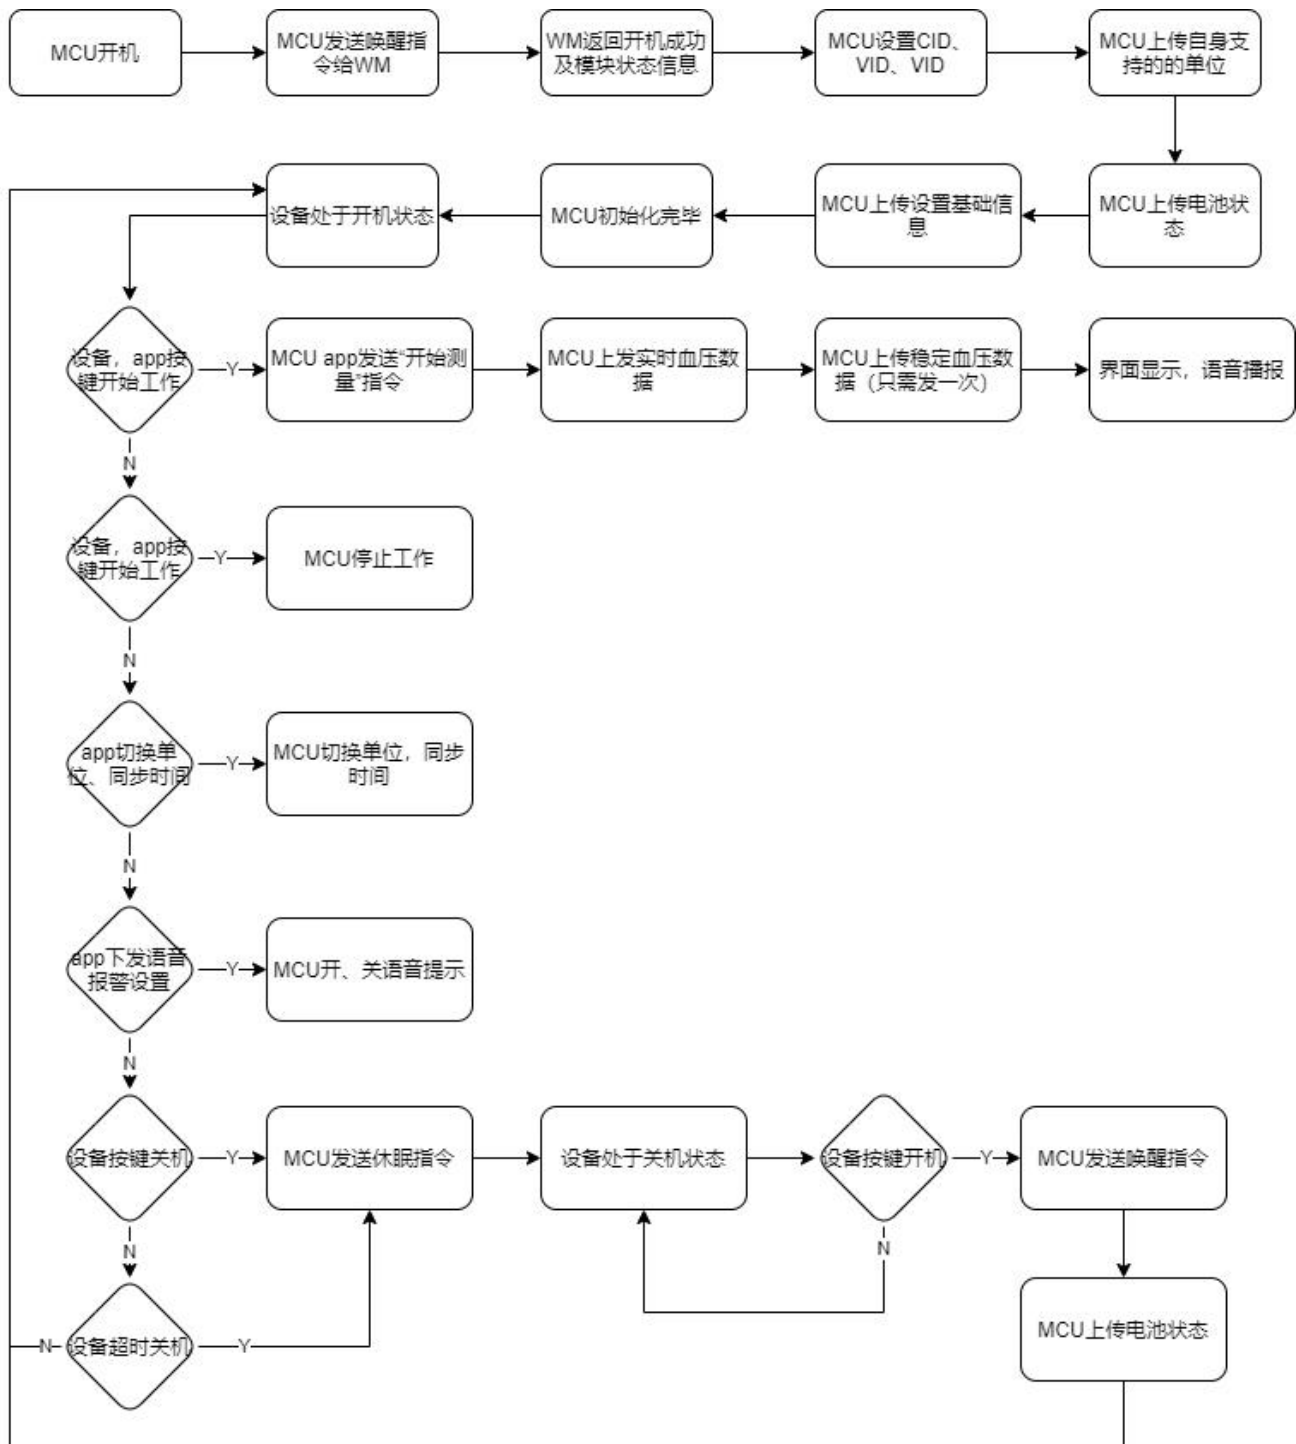 MCU开机
MCU发送唤醒指
令给WM
WM返回开机成功
及模块状态信息
MCU设置CID、
VID、VID
MCU上传自身支
持的的单位
设备处于开机状态
MCU初始化完毕
MCU上传设置基础信
息
MCU上传电池状
态
设备，app按
键开始工作
Y
MCU app发送“开始测
量”指令
MCU上发实时血压数
据
MCU上传稳定血压数
据（只需发一次）
界面显示，语音播报
N
设备，app按
键开始工作
Y
MCU停止工作
N
app切换单
位、同步时间
Y
MCU切换单位，同步
时间
N
app下发语音
报警设置
Y
MCU开、关语音提示
N
设备按键关机
Y
MCU发送休眠指令
设备处于关机状态
设备按键开机
Y
MCU发送唤醒指令
N
N
N
设备超时关机
Y
MCU上传电池状态